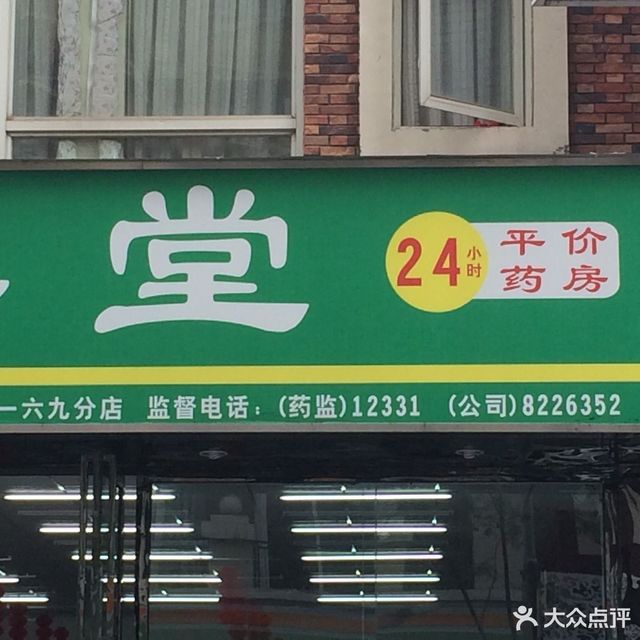 堂
24小时
平价
药房
一六九分店 监督电话：(药监)12331 (公司)8226352
大众点评